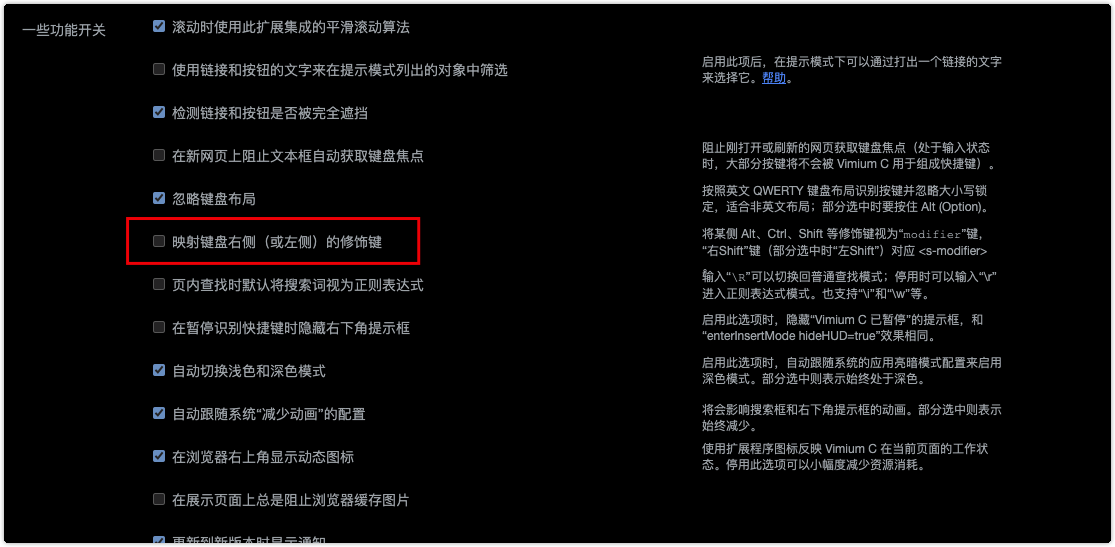 一些功能开关
滚动时使用此扩展集成的平滑滚动算法
使用链接和按钮的文字来在提示模式列出的对象中筛选
启用此项后，在提示模式下可以通过打出一个链接的文字
来选择它。帮助。
检测链接和按钮是否被完全遮挡
在新网页上阻止文本框自动获取键盘焦点
阻止刚打开或刷新的网页获取键盘焦点（处于输入状态
时，大部分按键将不会被 Vimium C 用于组成快捷键）。
忽略键盘布局
按照英文 QWERTY 键盘布局识别按键并忽略大小写锁
定，适合非英文布局；部分选中时要按住 Alt (Option)。
映射键盘右侧（或左侧）的修饰键
将某侧 Alt、Ctrl、Shift 等修饰键视为“modifier”键，
“右Shift”键（部分选中时“左Shift”）对应 <s-modifier>
页内查找时默认将搜索词视为正则表达式
输入“\R”可以切换回普通查找模式；停用时可以输入“\r”
进入正则表达式模式。也支持“\i”和“\w”等。
在暂停识别快捷键时隐藏右下角提示框
启用此选项时，隐藏“Vimium C 已暂停”的提示框，和
“enterInsertMode hideHUD=true”效果相同。
自动切换浅色和深色模式
启用此选项时，自动跟随系统的应用亮暗模式配置来启用
深色模式。部分选中则表示始终处于深色。
自动跟随系统“减少动画”的配置
将会影响搜索框和右下角提示框的动画。部分选中则表示
始终减少。
在浏览器右上角显示动态图标
使用扩展程序图标反映 Vimium C 在当前页面的工作状
态。停用此选项可以小幅度减少资源消耗。
在展示页面上总是阻止浏览器缓存图片
更新到新版本时显示通知